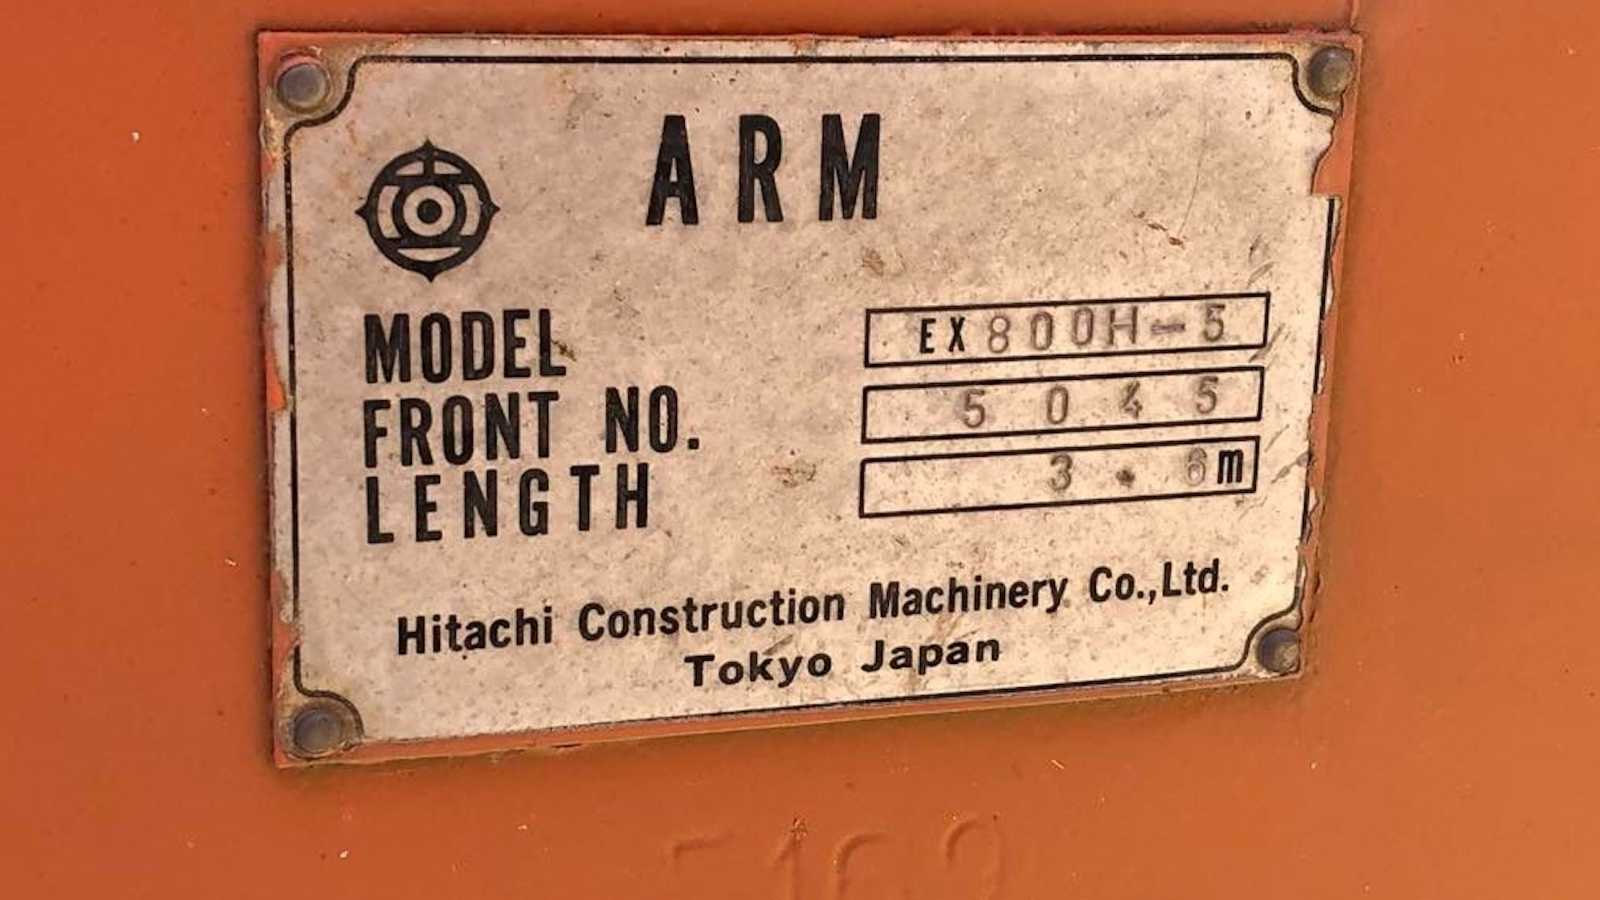 ARM
MODEL EX800H-5
FRONT NO. 5045
LENGTH 3.6m
Hitachi Construction Machinery Co.,Ltd.
Tokyo Japan